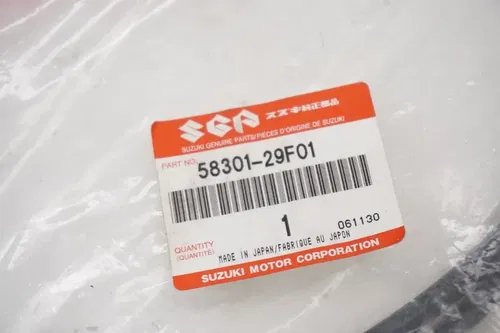 SGP スズキ純正部品
SUZUKI GENUINE PARTS/PIÈCES D'ORIGINE DE SUZUKI
PART NO. 58301-29F01
1 061130
QUANTITY
(QUANTITÉ)
MADE IN JAPAN/FABRIQUE AU JAPON
SUZUKI MOTOR CORPORATION